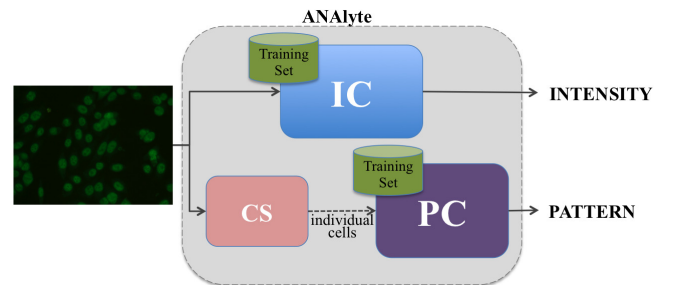 ANAlyte
Training
Set
IC
INTENSITY
Training
Set
CS
individual
cells
PC
PATTERN